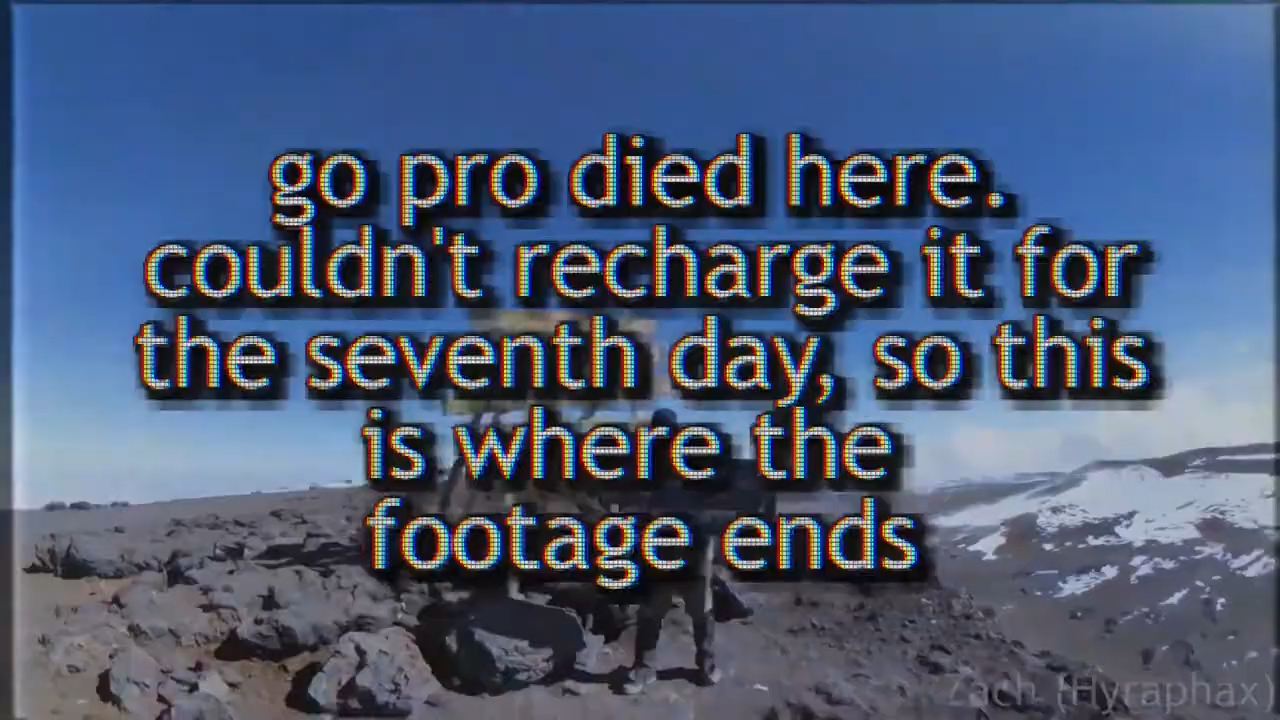 go pro died here.
couldn't recharge it for
the seventh day, so this
is where the
footage ends
Zach (Hyraphax)